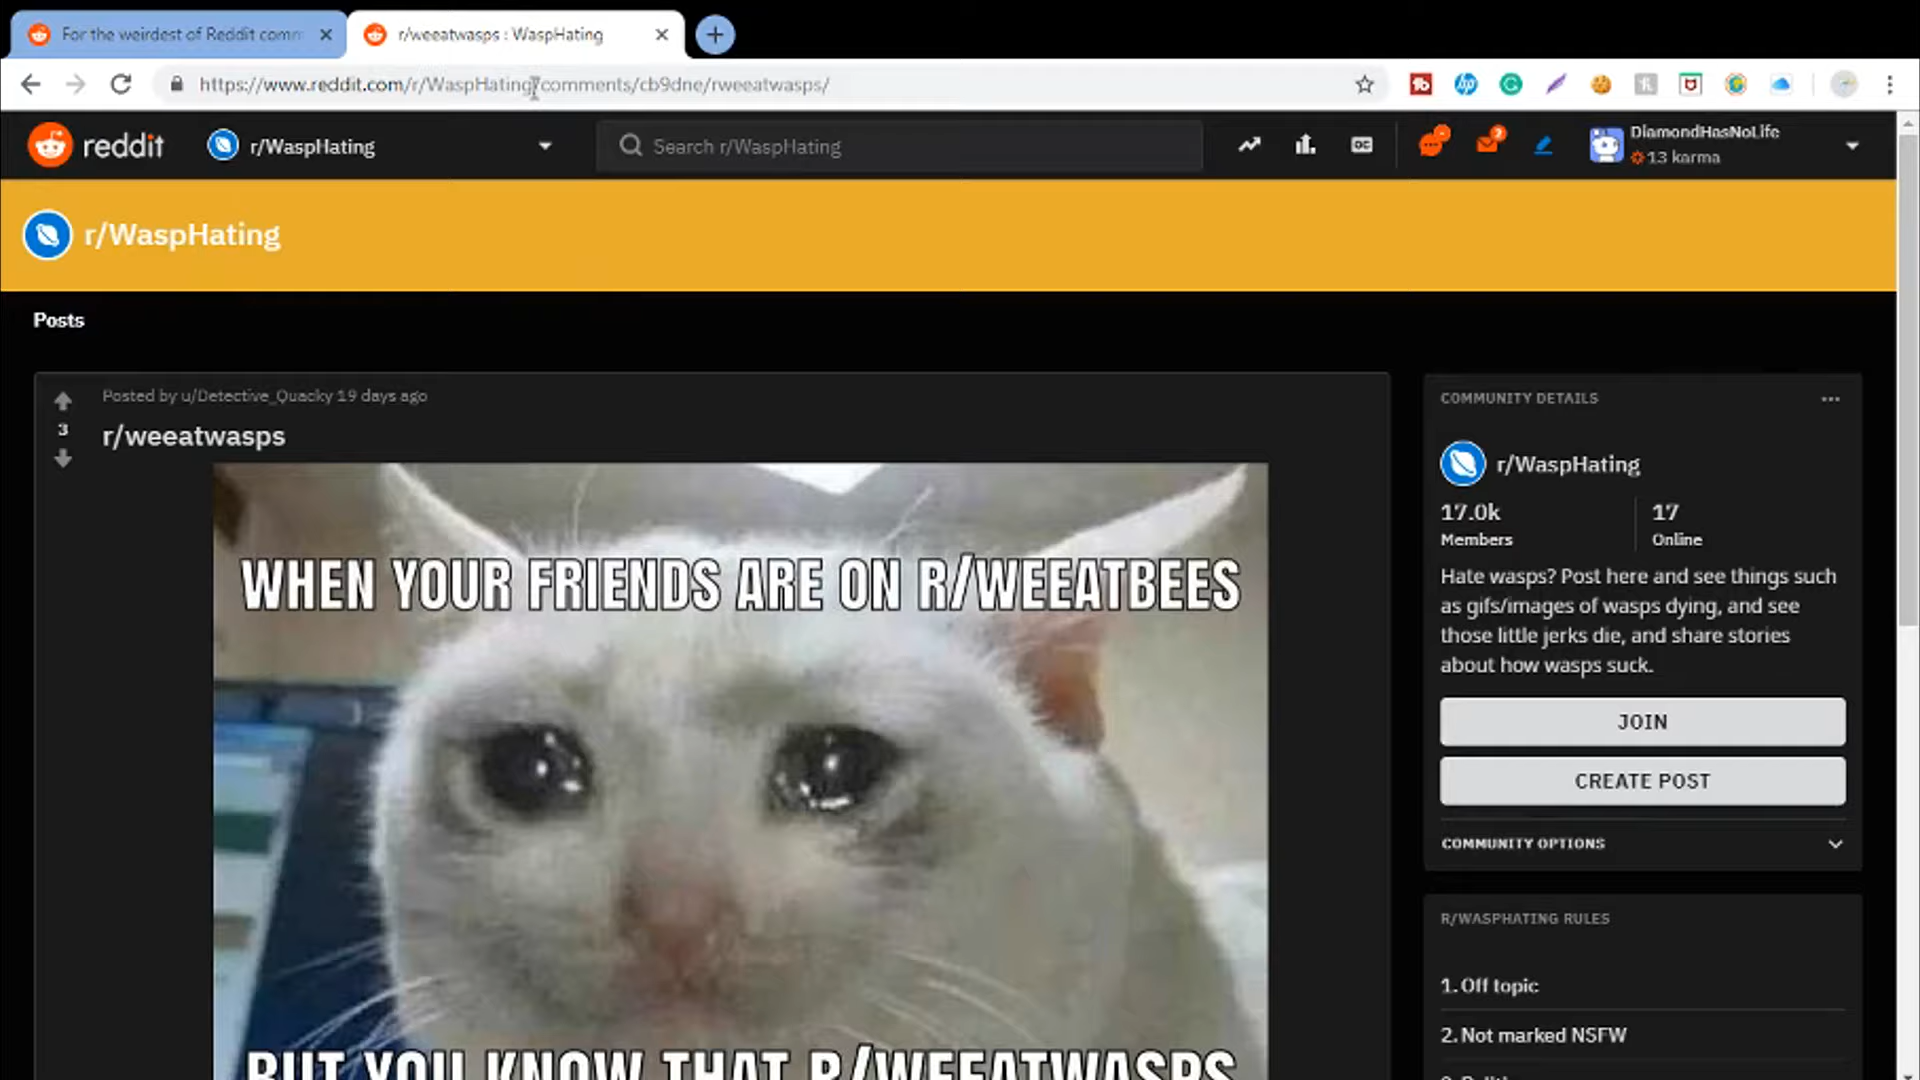 For the weirdest of Reddit comm
r/weeatwasps : WaspHating
https://www.reddit.com/r/WaspHating/comments/cb9dne/rweeatwasps/
reddit
r/WaspHating
Search r/WaspHating
DiamondHasNoLife
13 karma
r/WaspHating
Posts
Posted by u/Detective_Quacky 19 days ago
3
r/weeatwasps
WHEN YOUR FRIENDS ARE ON R/WEEATBEES
BUT YOU KNOW THAT R/WEEATWASPS
COMMUNITY DETAILS
r/WaspHating
17.0k
Members
17
Online
Hate wasps? Post here and see things such
as gifs/images of wasps dying, and see
those little jerks die, and share stories
about how wasps suck.
JOIN
CREATE POST
COMMUNITY OPTIONS
R/WASPHATING RULES
1. Off topic
2. Not marked NSFW